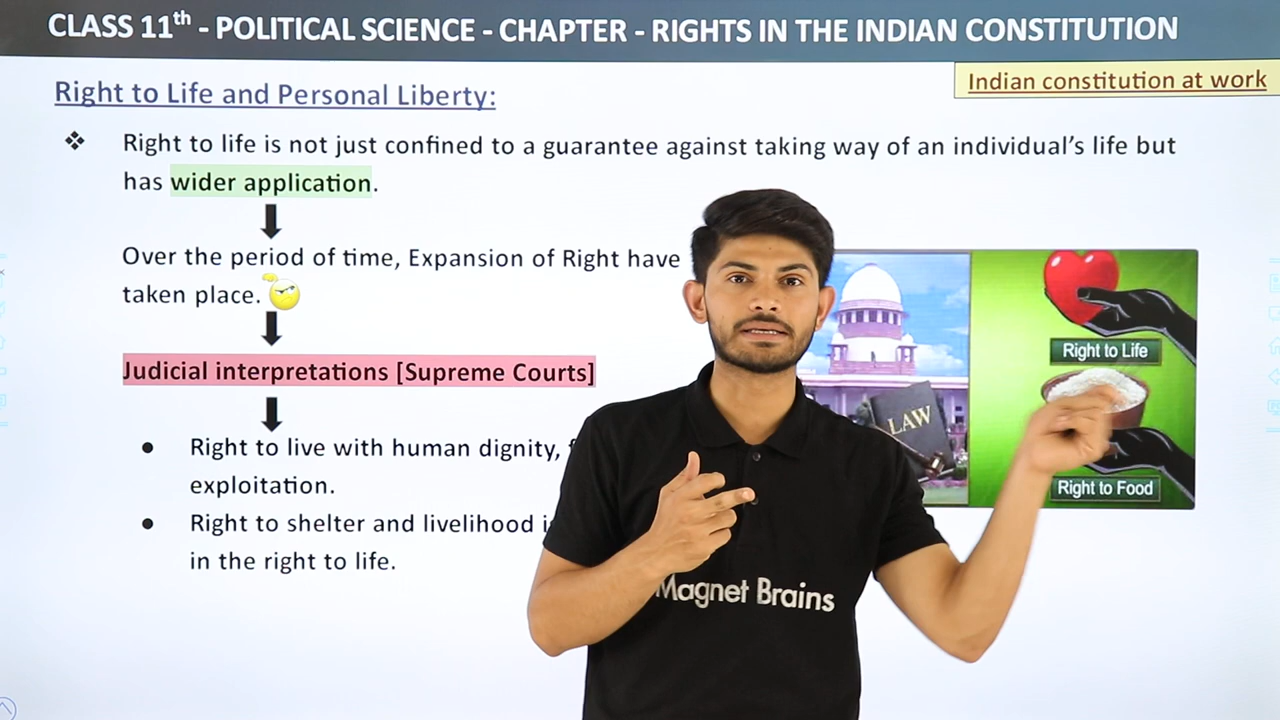 CLASS 11th - POLITICAL SCIENCE - CHAPTER - RIGHTS IN THE INDIAN CONSTITUTION
Indian constitution at work
Right to Life and Personal Liberty:
❖ Right to life is not just confined to a guarantee against taking way of an individual's life but
has wider application.
Over the period of time, Expansion of Right have
taken place.
Judicial interpretations [Supreme Courts]
● Right to live with human dignity,
exploitation.
● Right to shelter and livelihood
in the right to life.
LAW
Right to Life
Right to Food
Magnet Brains